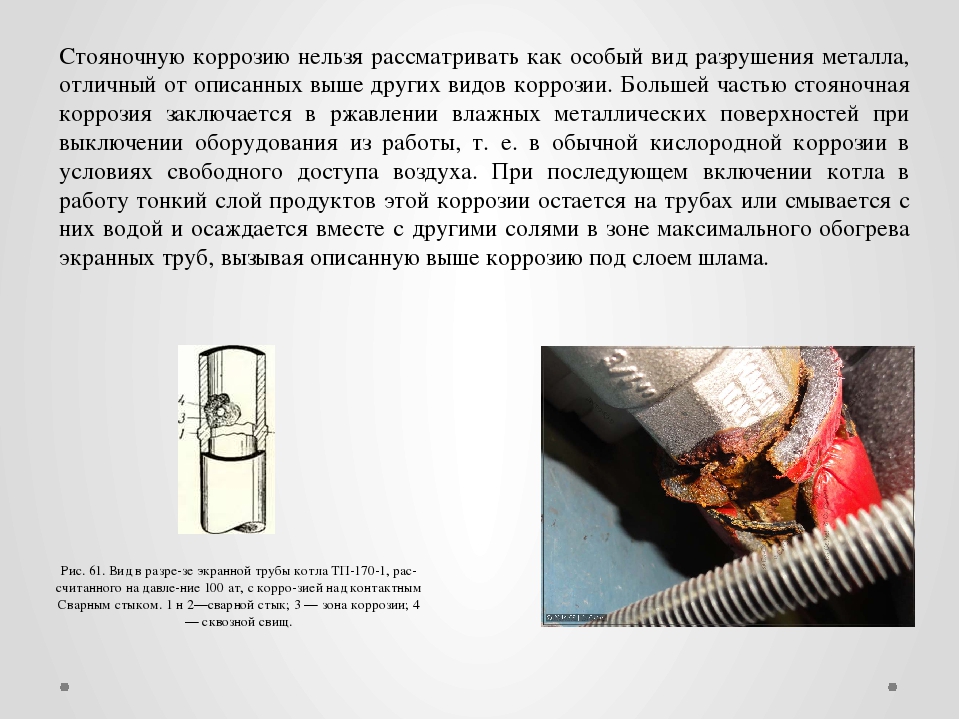 Стояночную коррозию нельзя рассматривать как особый вид разрушения металла,
отличный от описанных выше других видов коррозии. Большей частью стояночная
коррозия заключается в ржавлении влажных металлических поверхностей при
выключении оборудования из работы, т. е. в обычной кислородной коррозии в
условиях свободного доступа воздуха. При последующем включении котла в
работу тонкий слой продуктов этой коррозии остается на трубах или смывается с
них водой и осаждается вместе с другими солями в зоне максимального обогрева
экранных труб, вызывая описанную выше коррозию под слоем шлама.
4
3
1
Рис. 61. Вид в разре-зе экранной трубы котла ТП-170-1, рас-
считанного на давле-ние 100 ат, с корро-зией над контактным
Сварным стыком. 1 н 2—сварной стык; 3 — зона коррозии; 4
— сквозной свищ.